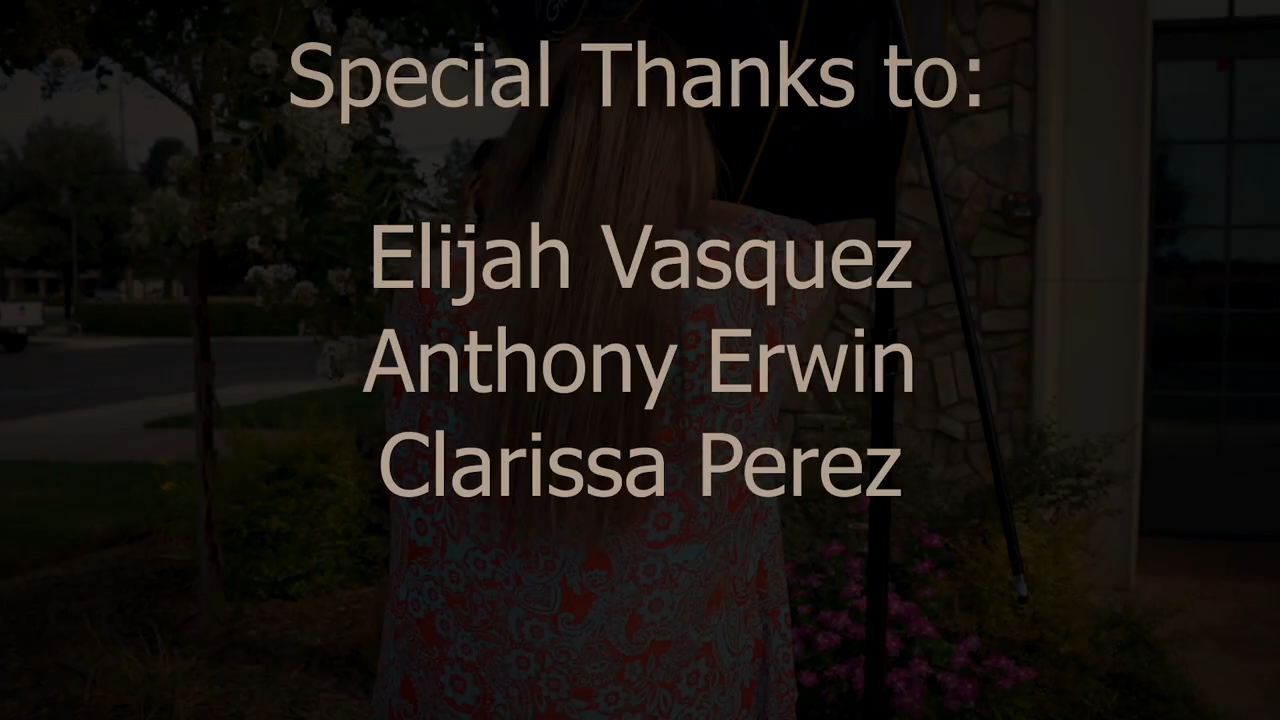 Special Thanks to:
Elijah Vasquez
Anthony Erwin
Clarissa Perez